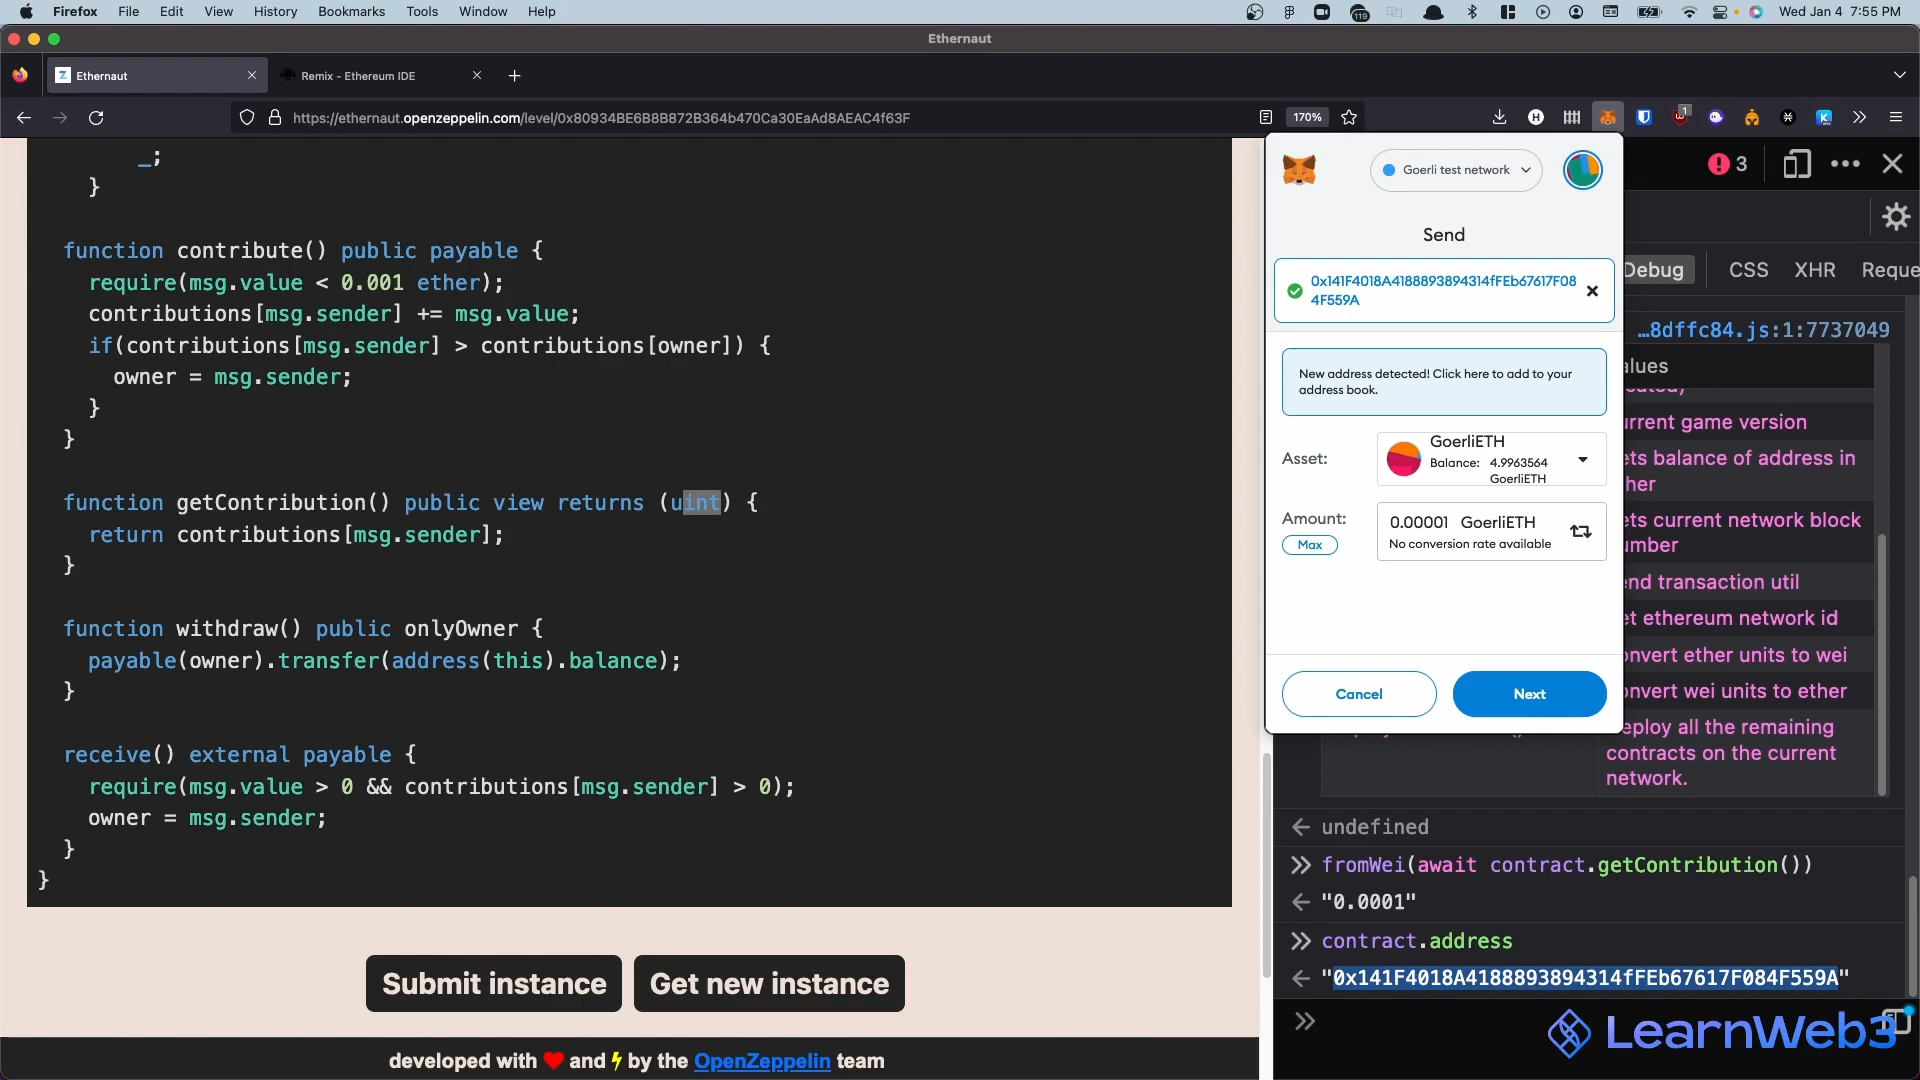 Firefox File Edit View History Bookmarks Tools Window Help
119
Wed Jan 4 7:55 PM
Ethernaut
Ethernaut
Remix - Ethereum IDE
https://ethernaut.openzeppelin.com/level/0x80934BE6B8B872B364b470Ca30EaAd8AEAC4f63F
170%
1
_;
}
function contribute() public payable {
require(msg.value < 0.001 ether);
contributions[msg.sender] += msg.value;
if(contributions[msg.sender] > contributions[owner]) {
owner = msg.sender;
}
}
function getContribution() public view returns (uint) {
return contributions[msg.sender];
}
function withdraw() public onlyOwner {
payable(owner).transfer(address(this).balance);
}
receive() external payable {
require(msg.value > 0 && contributions[msg.sender] > 0);
owner = msg.sender;
}
}
Submit instance
Get new instance
developed with ❤ and ⚡ by the OpenZeppelin team
Goerli test network
Send
0x141F4018A4188893894314fFEb67617F08
4F559A
New address detected! Click here to add to your
address book.
Asset:
GoerliETH
Balance: 4.9963564
GoerliETH
Amount:
Max
0.00001 GoerliETH
No conversion rate available
Cancel
Next
3
Debug CSS XHR Reque
…8dffc84.js:1:7737049
alues
urrent game version
ets balance of address in
her
ets current network block
umber
end transaction util
et ethereum network id
onvert ether units to wei
onvert wei units to ether
eploy all the remaining
contracts on the current
network.
undefined
fromWei(await contract.getContribution())
"0.0001"
contract.address
"0x141F4018A4188893894314fFEb67617F084F559A"
LearnWeb3